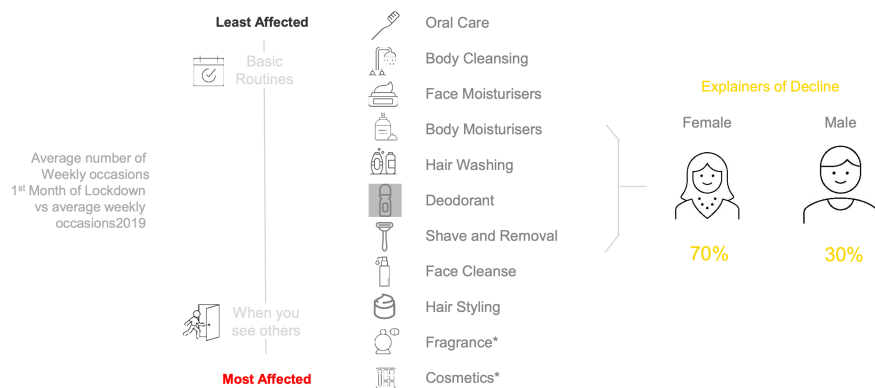 Least Affected
Basic
Routines
Average number of
Weekly occasions
1st Month of Lockdown
vs average weekly
occasions2019
When you
see others
Most Affected
Oral Care
Body Cleansing
Face Moisturisers
Body Moisturisers
Hair Washing
Deodorant
Shave and Removal
Face Cleanse
Hair Styling
Fragrance*
Cosmetics*
Explainers of Decline
Female Male
70% 30%